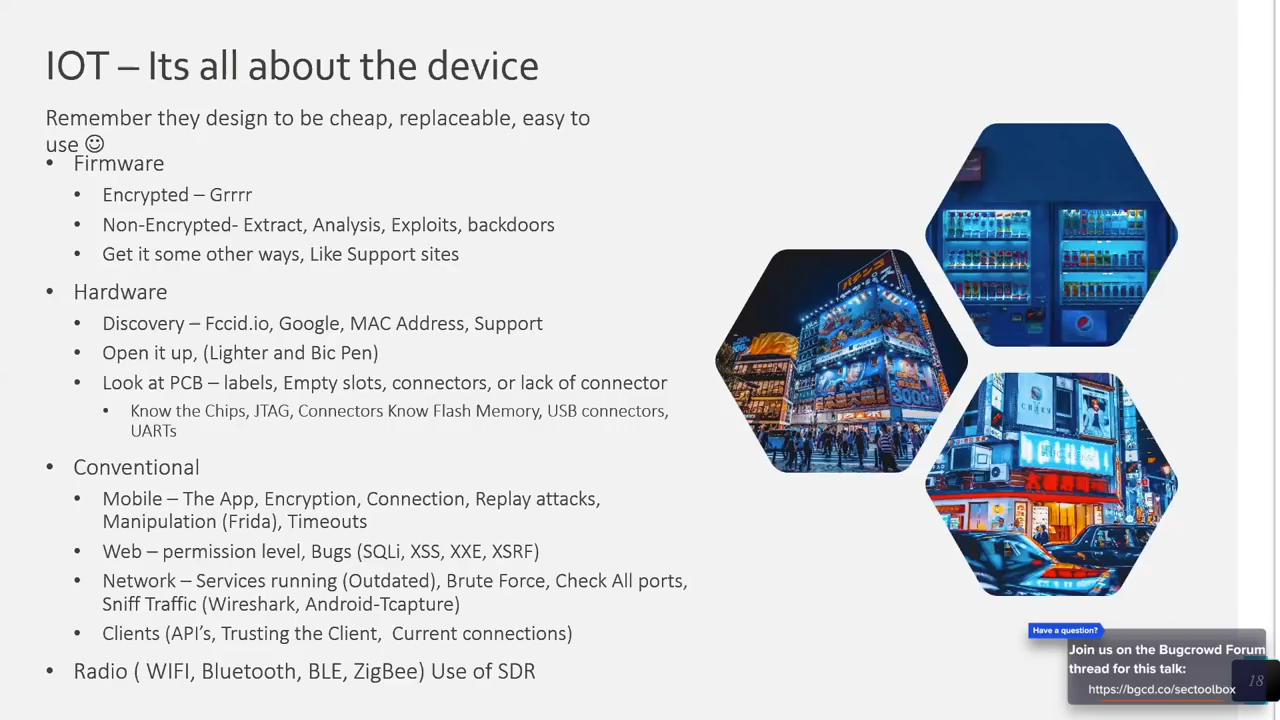 IOT – Its all about the device
Remember they design to be cheap, replaceable, easy to
use ☺
• Firmware
• Encrypted – Grrrr
• Non-Encrypted- Extract, Analysis, Exploits, backdoors
• Get it some other ways, Like Support sites
• Hardware
• Discovery – Fccid.io, Google, MAC Address, Support
• Open it up, (Lighter and Bic Pen)
• Look at PCB – labels, Empty slots, connectors, or lack of connector
• Know the Chips, JTAG, Connectors Know Flash Memory, USB connectors,
UARTs
• Conventional
• Mobile – The App, Encryption, Connection, Replay attacks,
Manipulation (Frida), Timeouts
• Web – permission level, Bugs (SQLi, XSS, XXE, XSRF)
• Network – Services running (Outdated), Brute Force, Check All ports,
Sniff Traffic (Wireshark, Android-Tcapture)
• Clients (API’s, Trusting the Client,  Current connections)
• Radio ( WIFI, Bluetooth, BLE, ZigBee) Use of SDR
Have a question?
Join us on the Bugcrowd Forum
thread for this talk:
https://bgcd.co/sectoolbox
18